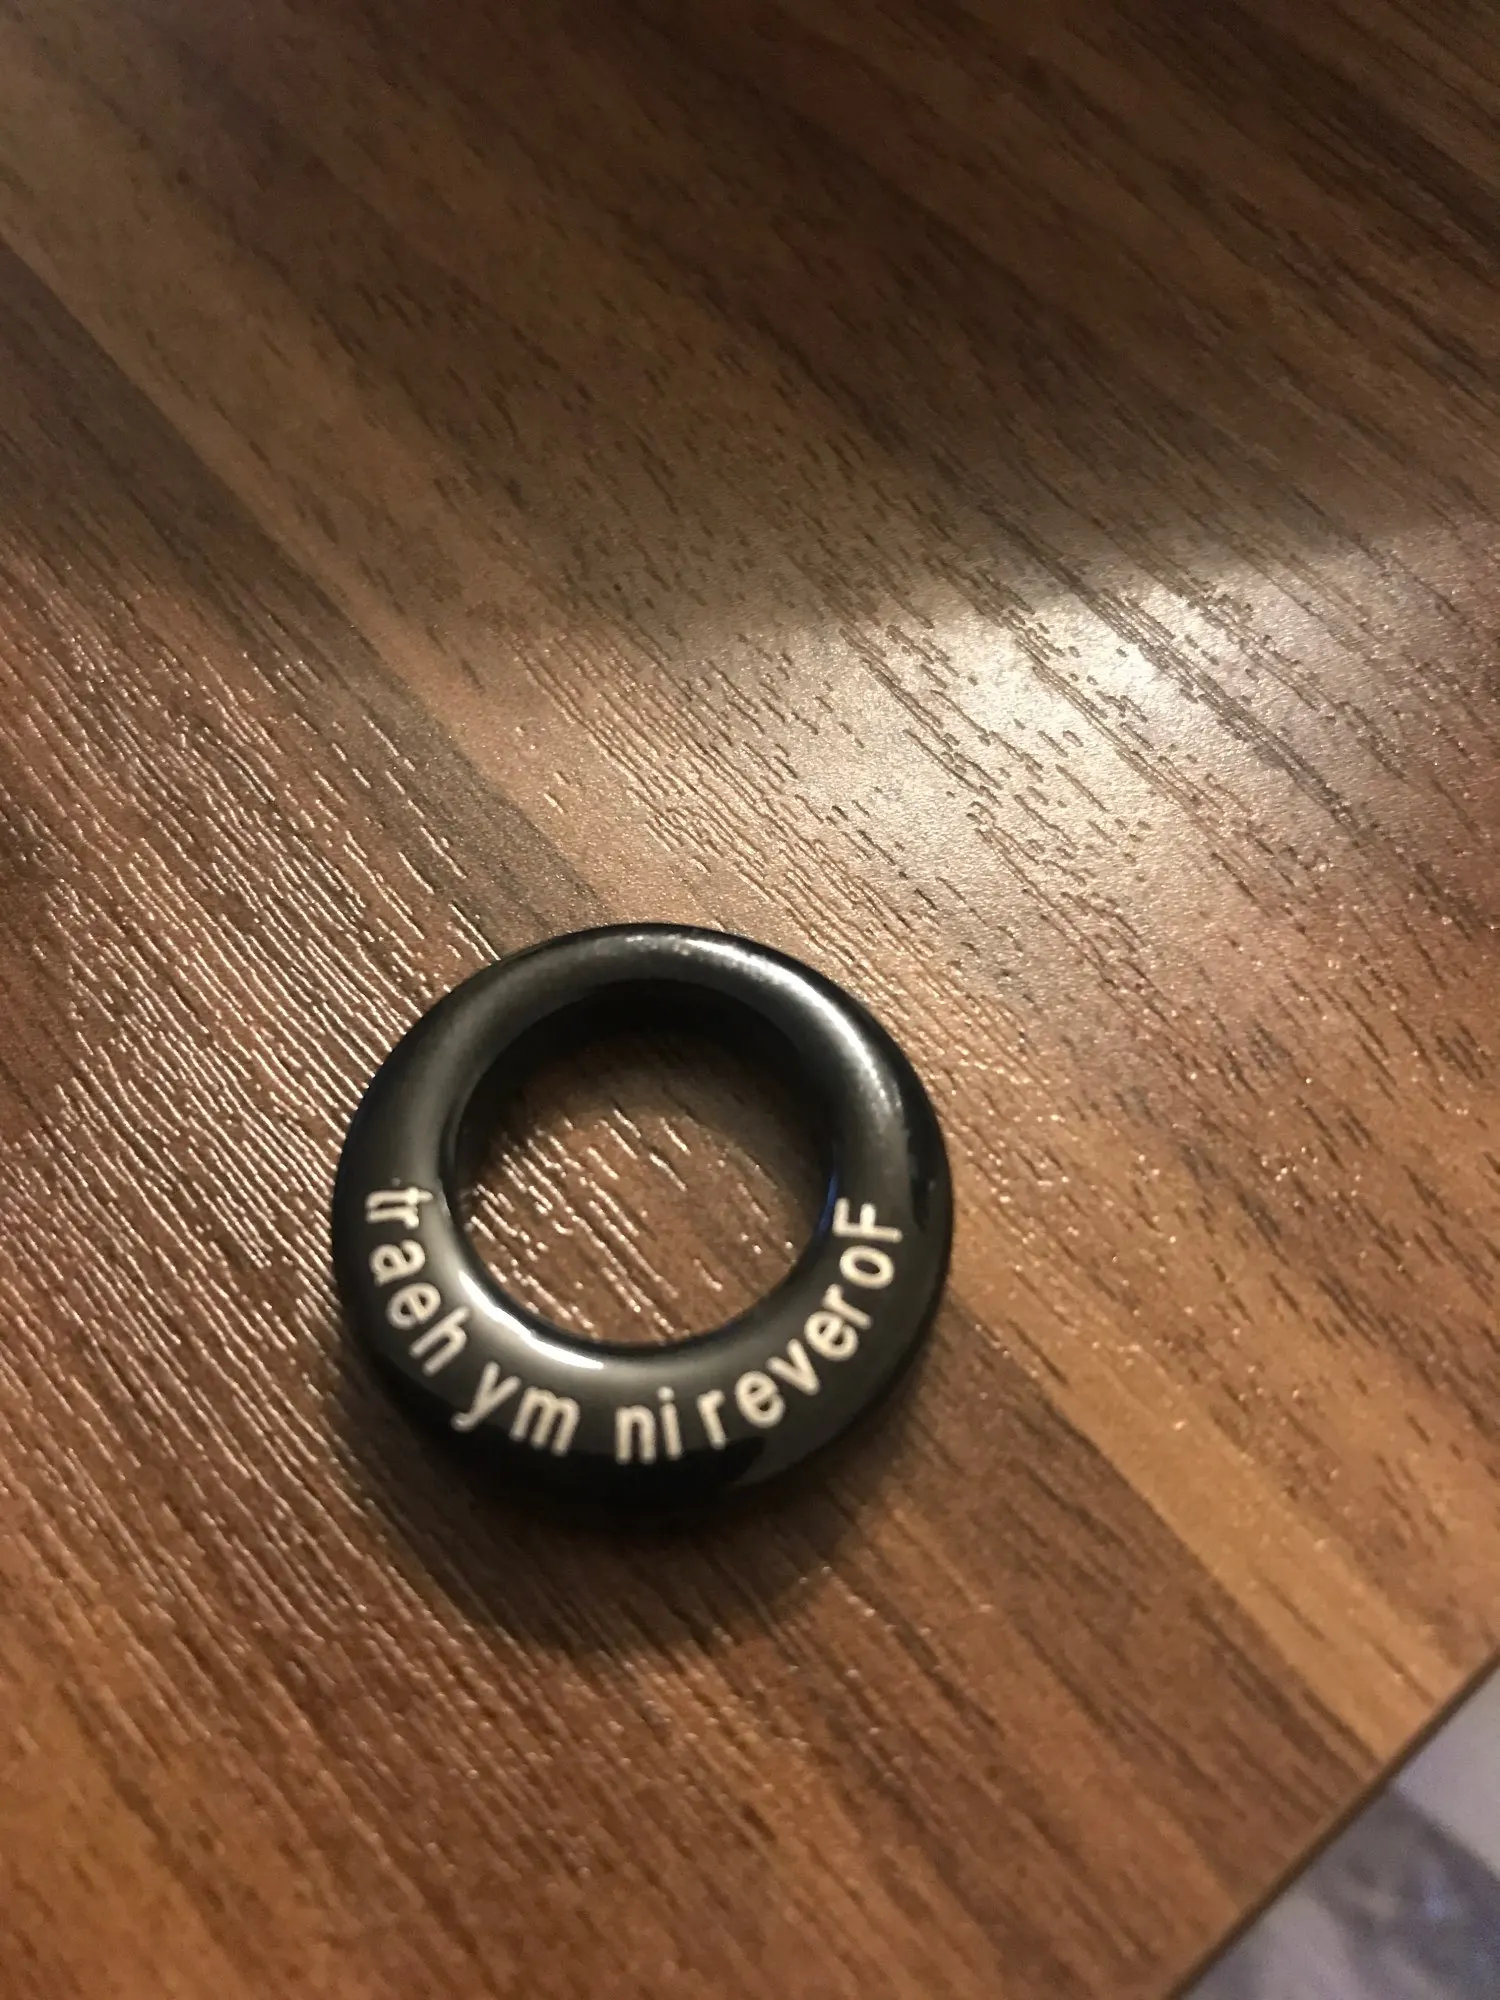 traeh ym ni reveroF